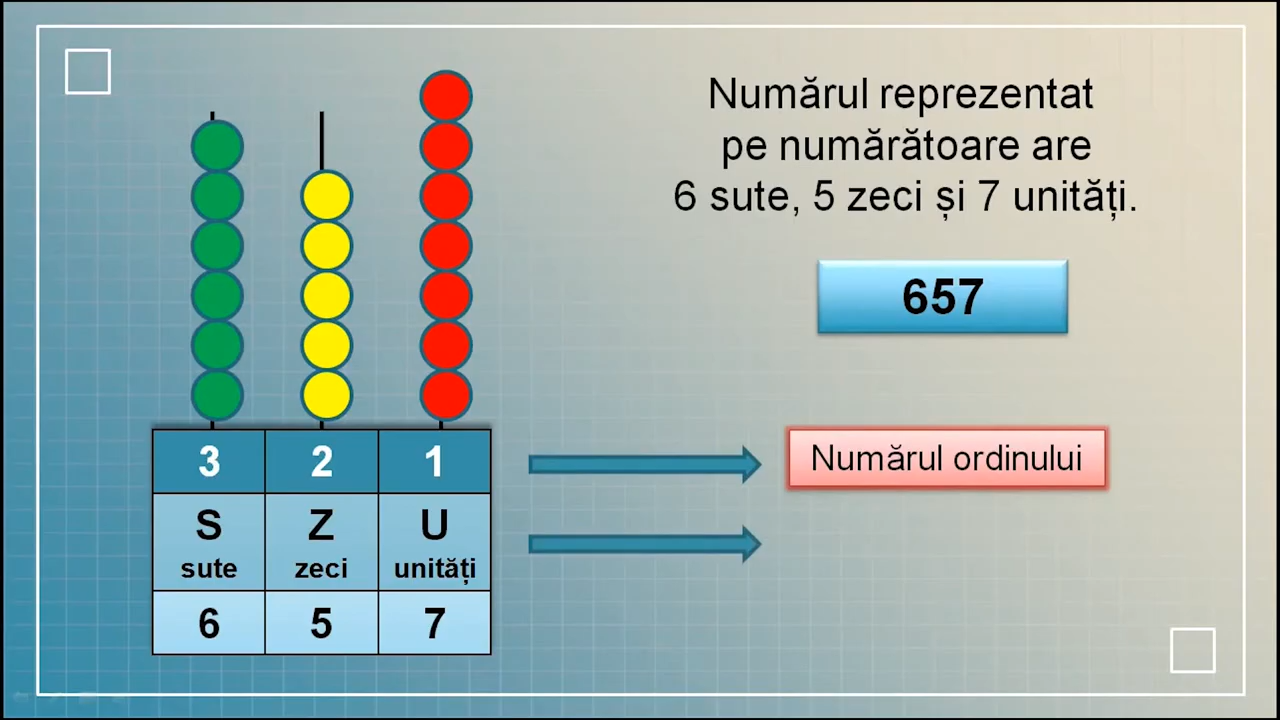 Numărul reprezentat
pe numărătoare are
6 sute, 5 zeci și 7 unități.
657
3 2 1
Numărul ordinului
S Z U
sute zeci unități
6 5 7